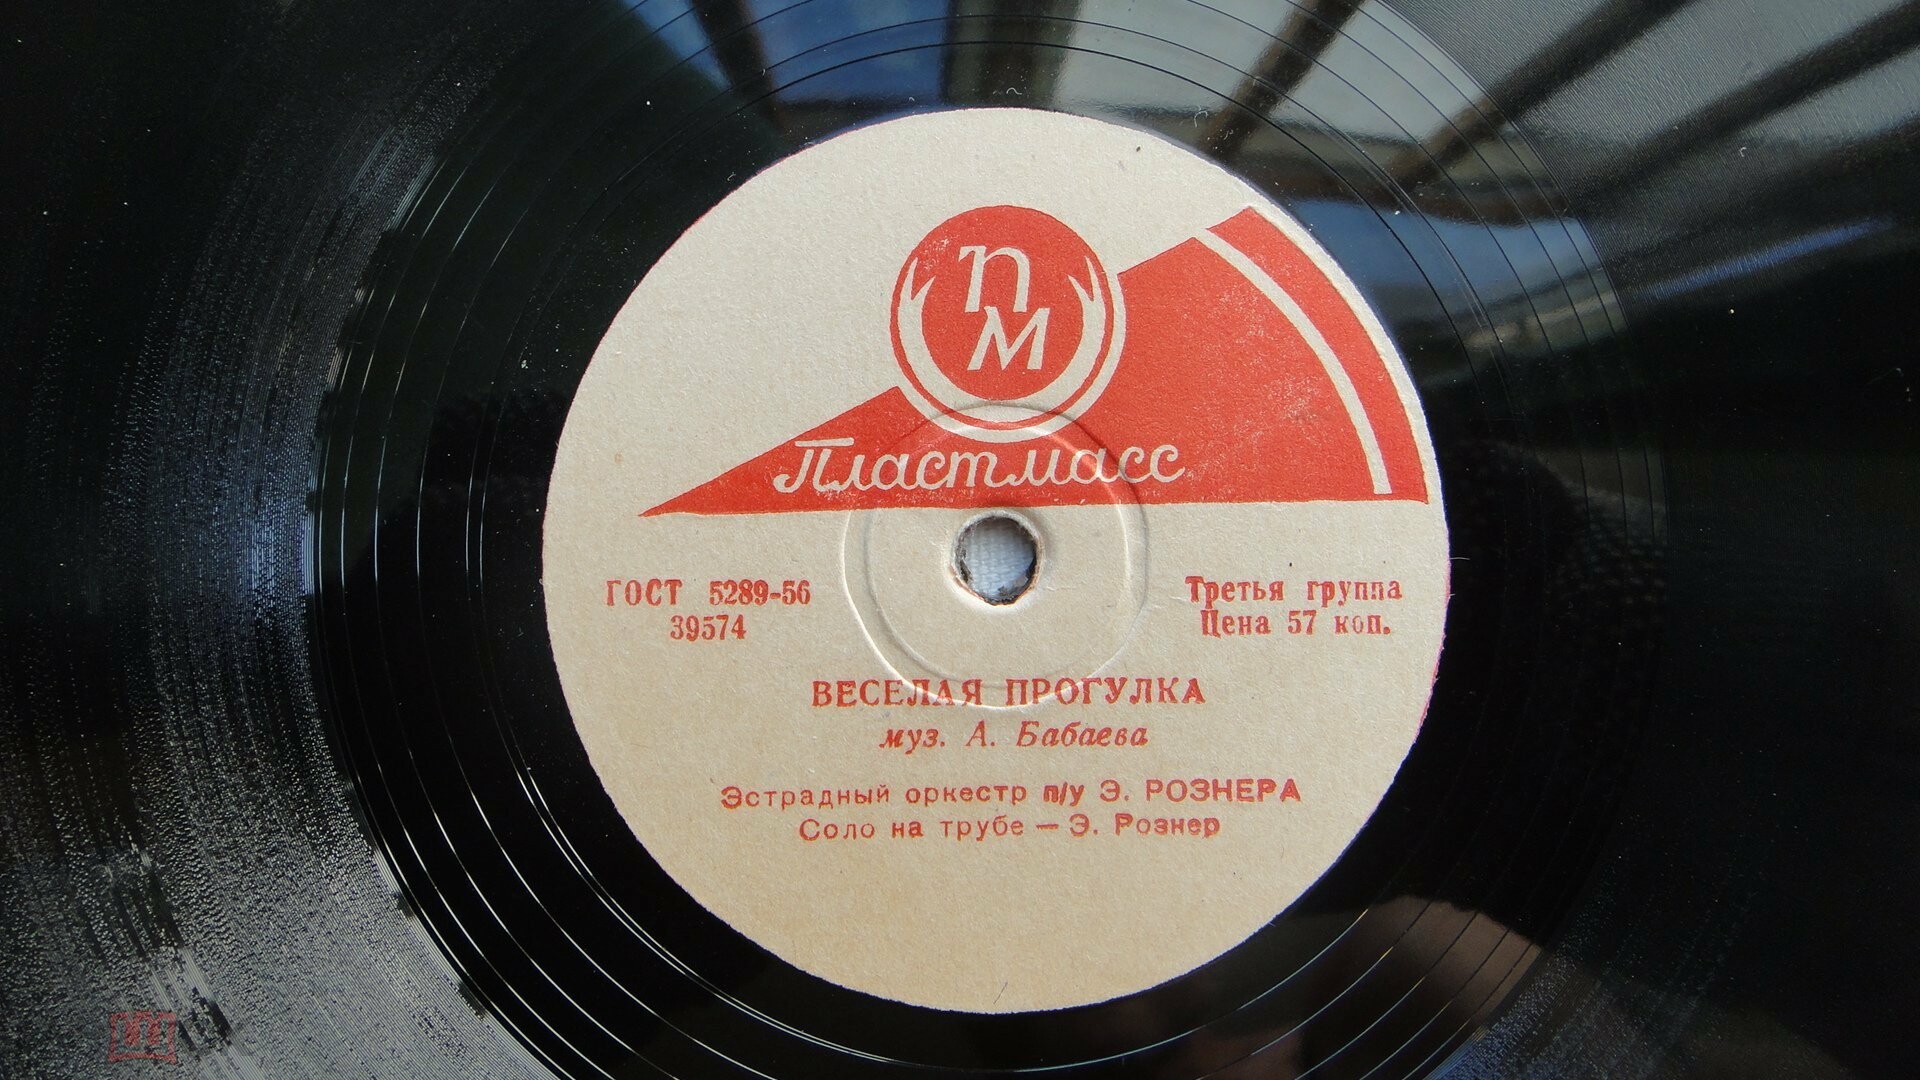 ПМ
Пластмасс
ГОСТ 5289-56
39574
Третья группа
Цена 57 коп.
ВЕСЕЛАЯ ПРОГУЛКА
муз. А. Бабаева
Эстрадный оркестр п/у Э. РОЗНЕРА
Соло на трубе — Э. Рознер